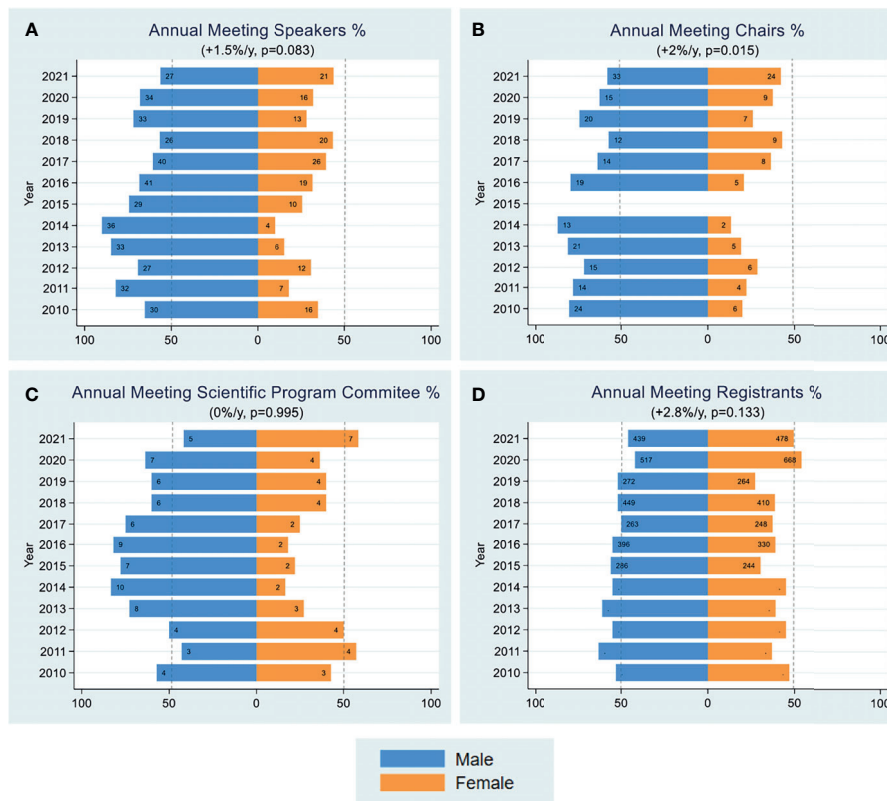 A
Annual Meeting Speakers %
(+1.5%/y, p=0.083)
Year
2021 27 21
2020 34 16
2019 33 13
2018 26 20
2017 40 26
2016 41 19
2015 29 10
2014 36 4
2013 33 6
2012 27 12
2011 32 7
2010 30 16
100 50 0 50 100
B
Annual Meeting Chairs %
(+2%/y, p=0.015)
Year
2021 33 24
2020 15 9
2019 20 7
2018 12 9
2017 14 8
2016 19 5
2015
2014 13 2
2013 21 5
2012 15 6
2011 14 4
2010 24 6
100 50 0 50 100
C
Annual Meeting Scientific Program Commitee %
(0%/y, p=0.995)
Year
2021 5 7
2020 7 4
2019 6 4
2018 6 4
2017 6 2
2016 9 2
2015 7 2
2014 10 2
2013 8 3
2012 4 4
2011 3 4
2010 4 3
100 50 0 50 100
D
Annual Meeting Registrants %
(+2.8%/y, p=0.133)
Year
2021 439 478
2020 517 668
2019 272 264
2018 449 410
2017 263 248
2016 396 330
2015 286 244
2014 . .
2013 . .
2012 . .
2011 . .
2010 . .
100 50 0 50 100
Male
Female